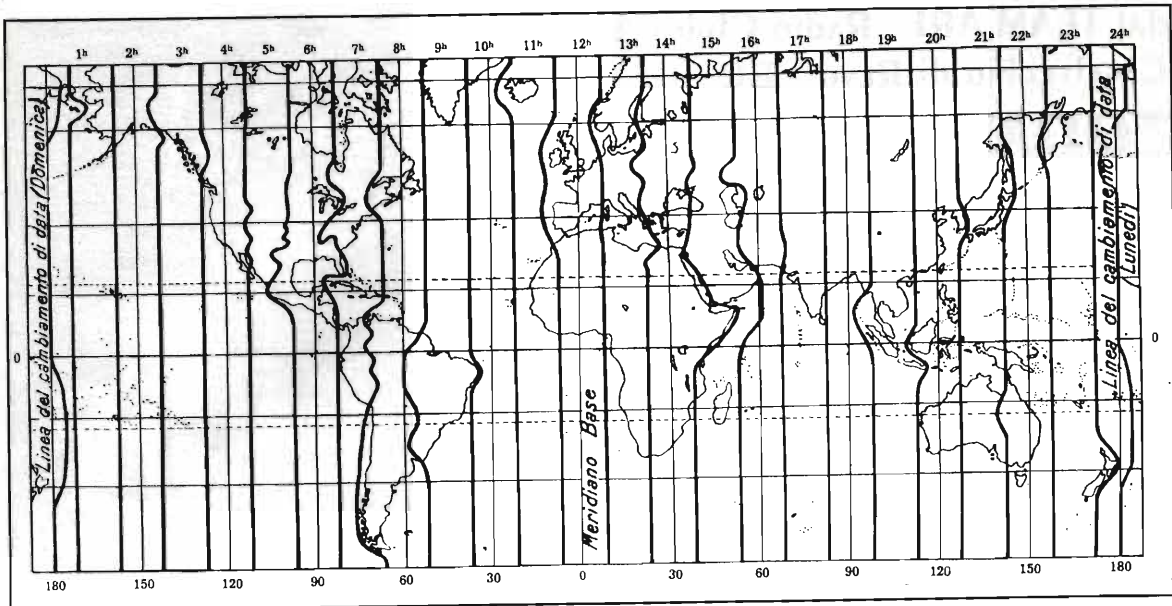 1h 2h 3h 4h 5h 6h 7h 8h 9h 10h 11h 12h 13h 14h 15h 16h 17h 18h 19h 20h 21h 22h 23h 24h
Linea del cambiamento di data (Domenica)
Meridiano Base
Linea del cambiamento di data
(Lunedì)
0
0
180 150 120 90 60 30 0 30 60 90 120 150 180